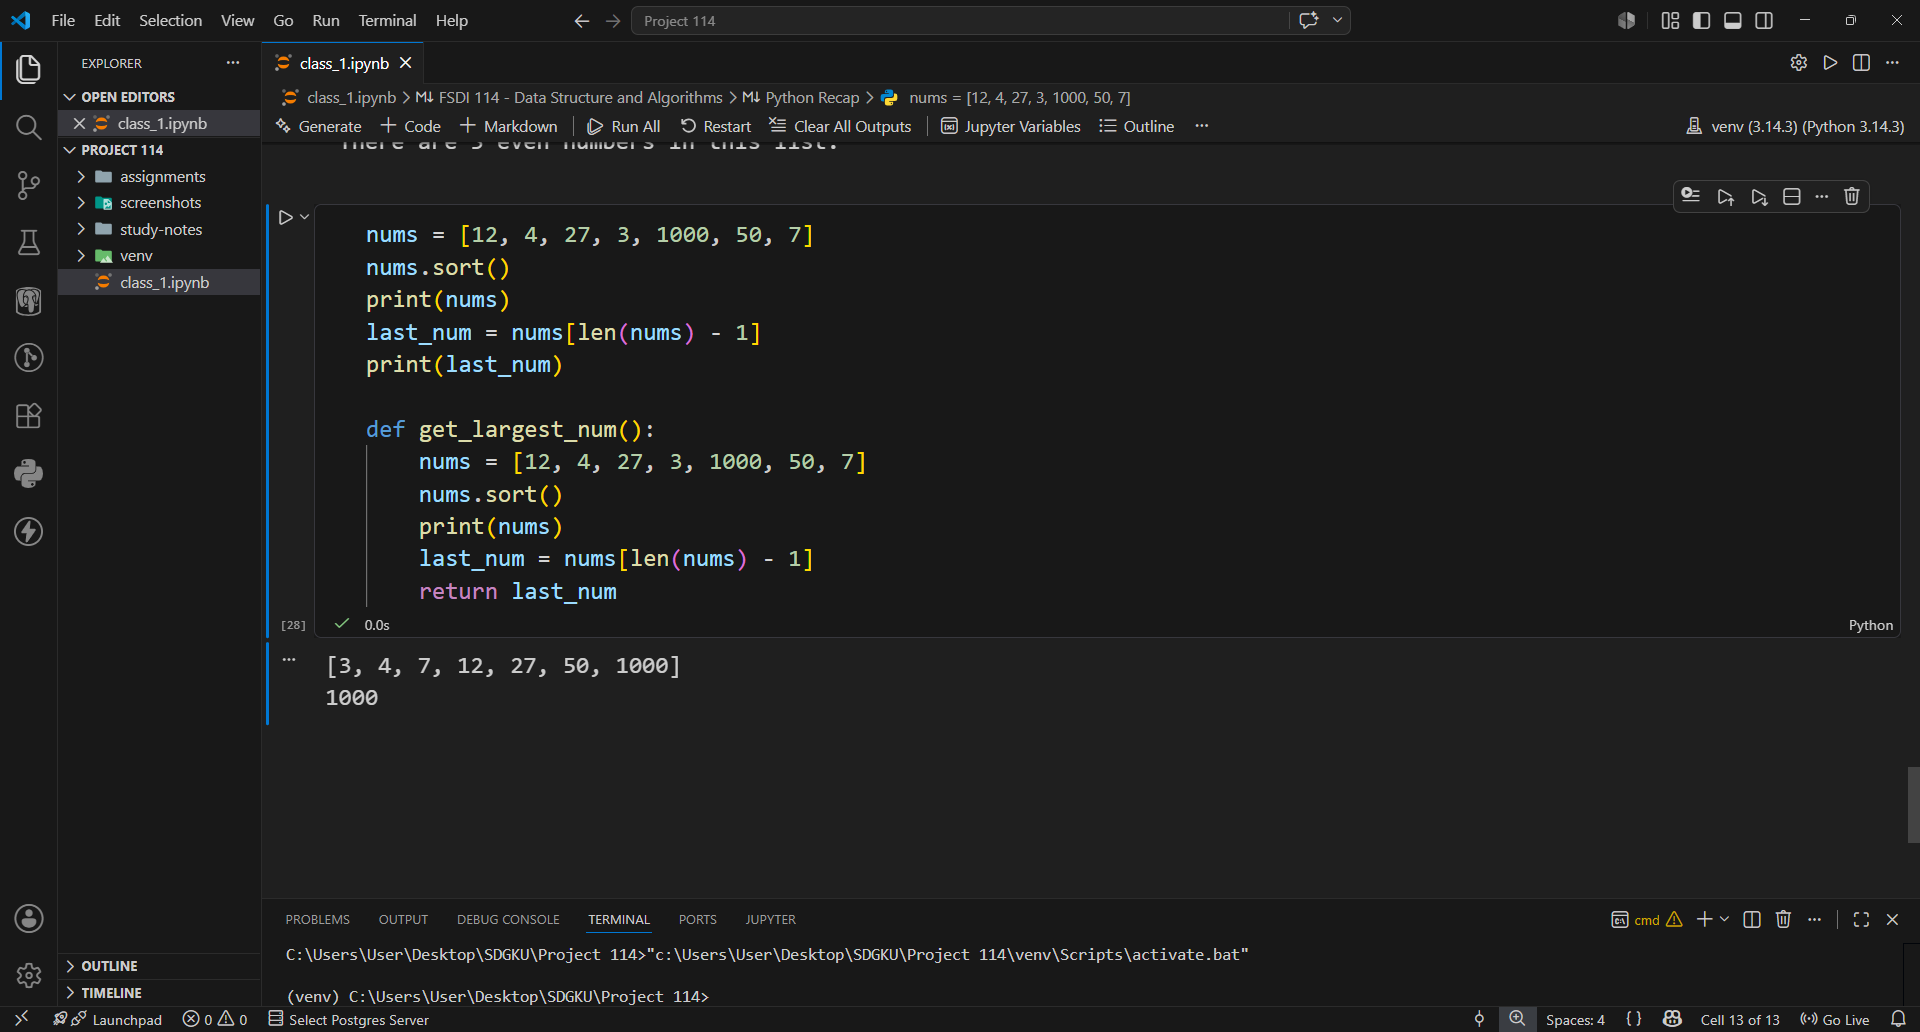 File Edit Selection View Go Run Terminal Help
Project 114
EXPLORER
OPEN EDITORS
class_1.ipynb
PROJECT 114
assignments
screenshots
study-notes
venv
class_1.ipynb
OUTLINE
TIMELINE
class_1.ipynb
class_1.ipynb > M↓ FSDI 114 - Data Structure and Algorithms > M↓ Python Recap > nums = [12, 4, 27, 3, 1000, 50, 7]
Generate + Code + Markdown Run All Restart Clear All Outputs Jupyter Variables Outline ... venv (3.14.3) (Python 3.14.3)
There are 3 even numbers in this list.
nums = [12, 4, 27, 3, 1000, 50, 7]
nums.sort()
print(nums)
last_num = nums[len(nums) - 1]
print(last_num)
def get_largest_num():
nums = [12, 4, 27, 3, 1000, 50, 7]
nums.sort()
print(nums)
last_num = nums[len(nums) - 1]
return last_num
[28] 0.0s Python
[3, 4, 7, 12, 27, 50, 1000]
1000
PROBLEMS OUTPUT DEBUG CONSOLE TERMINAL PORTS JUPYTER cmd
C:\Users\User\Desktop\SDGKU\Project 114>"c:\Users\User\Desktop\SDGKU\Project 114\venv\Scripts\activate.bat"
(venv) C:\Users\User\Desktop\SDGKU\Project 114>
Launchpad 0 0 Select Postgres Server Spaces: 4 {} Cell 13 of 13 Go Live